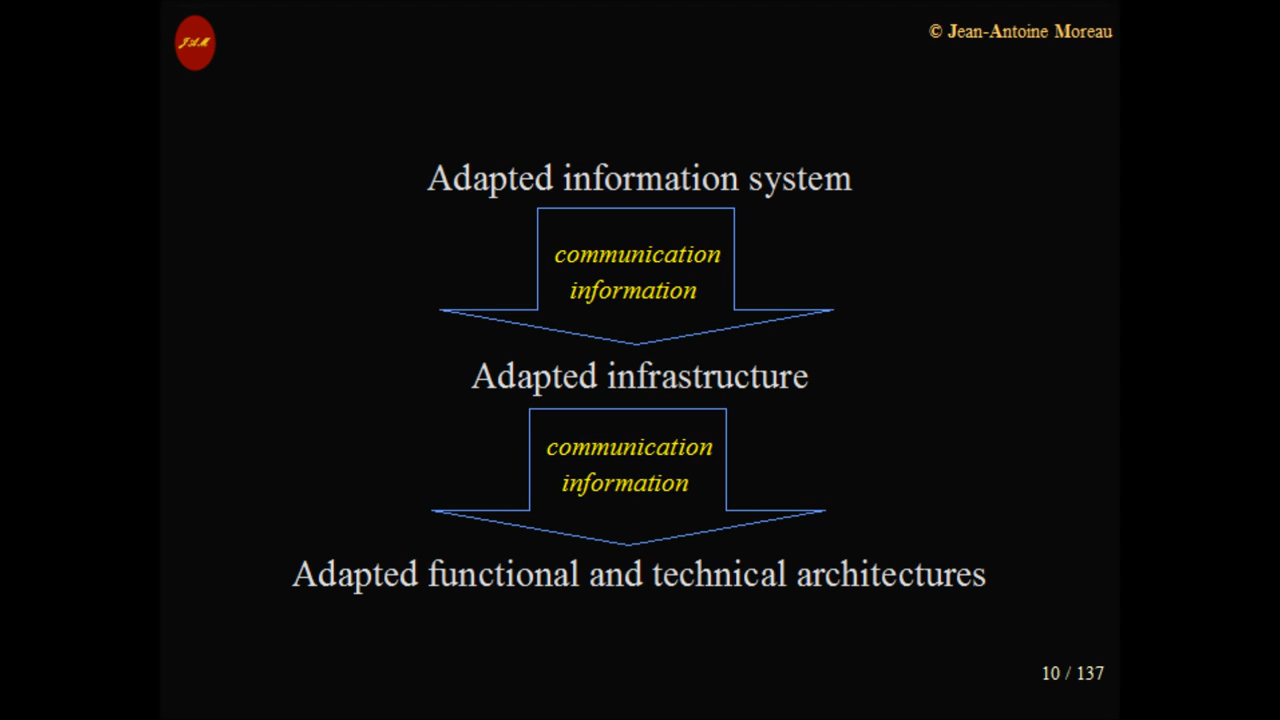 JAM
© Jean-Antoine Moreau
Adapted information system
communication
information
Adapted infrastructure
communication
information
Adapted functional and technical architectures
10 / 137